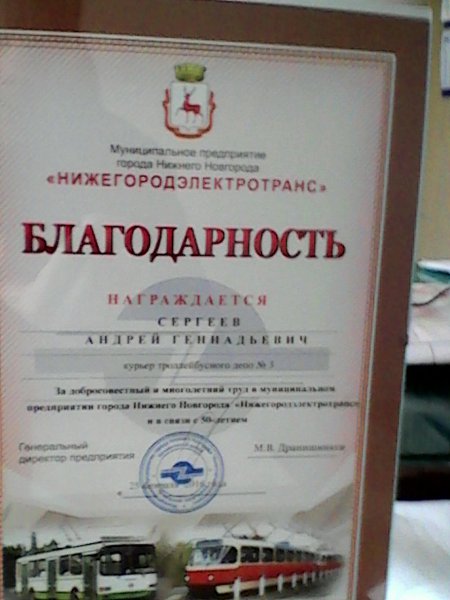 Муниципальное предприятие
города Нижнего Новгорода
«НИЖЕГОРОДЭЛЕКТРОТРАНС»
БЛАГОДАРНОСТЬ
НАГРАЖДАЕТСЯ
СЕРГЕЕВ
АНДРЕЙ ГЕННАДЬЕВИЧ
курьер троллейбусного депо № 3
За добросовестный и многолетний труд в муниципальном
предприятии города Нижнего Новгорода «Нижегородэлектротранс»
и в связи с 50-летием
Генеральный
директор предприятия
М.В. Дранишников